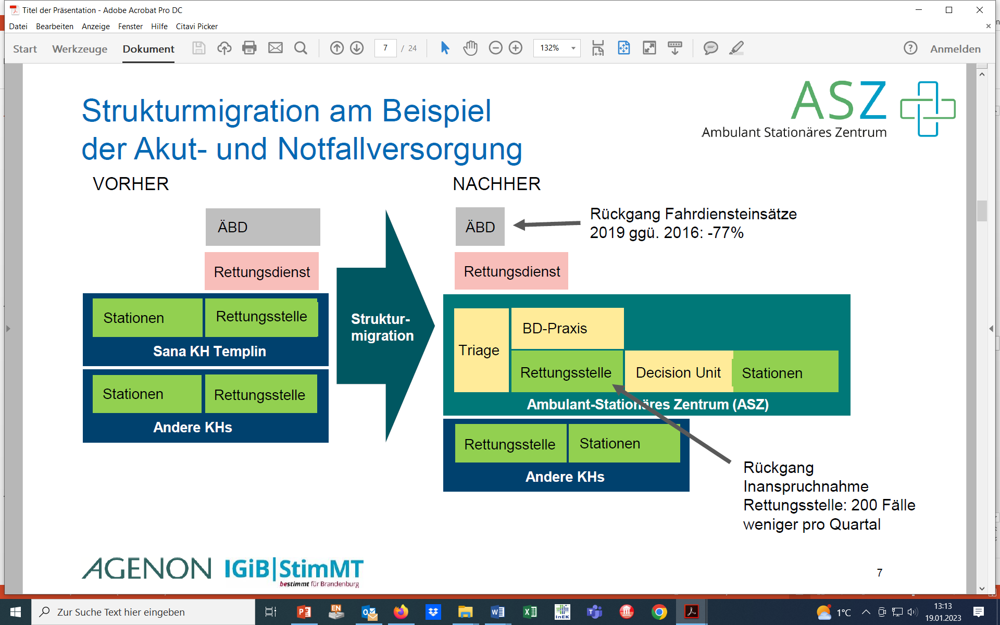 Titel der Präsentation - Adobe Acrobat Pro DC
Datei Bearbeiten Anzeige Fenster Hilfe Citavi Picker
Start Werkzeuge Dokument 7 / 24 132% Anmelden
ASZ
Ambulant Stationäres Zentrum
Strukturmigration am Beispiel
der Akut- und Notfallversorgung
VORHER
ÄBD
Rettungsdienst
Stationen Rettungsstelle
Sana KH Templin
Stationen Rettungsstelle
Andere KHs
Struktur-
migration
NACHHER
ÄBD
Rückgang Fahrdiensteinsätze
2019 ggü. 2016: -77%
Rettungsdienst
Triage
BD-Praxis
Rettungsstelle Decision Unit Stationen
Ambulant-Stationäres Zentrum (ASZ)
Rettungsstelle Stationen
Andere KHs
Rückgang
Inanspruchnahme
Rettungsstelle: 200 Fälle
weniger pro Quartal
AGENON IGiB|StimMT
bestimmt für Brandenburg
7
Zur Suche Text hier eingeben
EN
InEK
1°C
13:13
19.01.2023